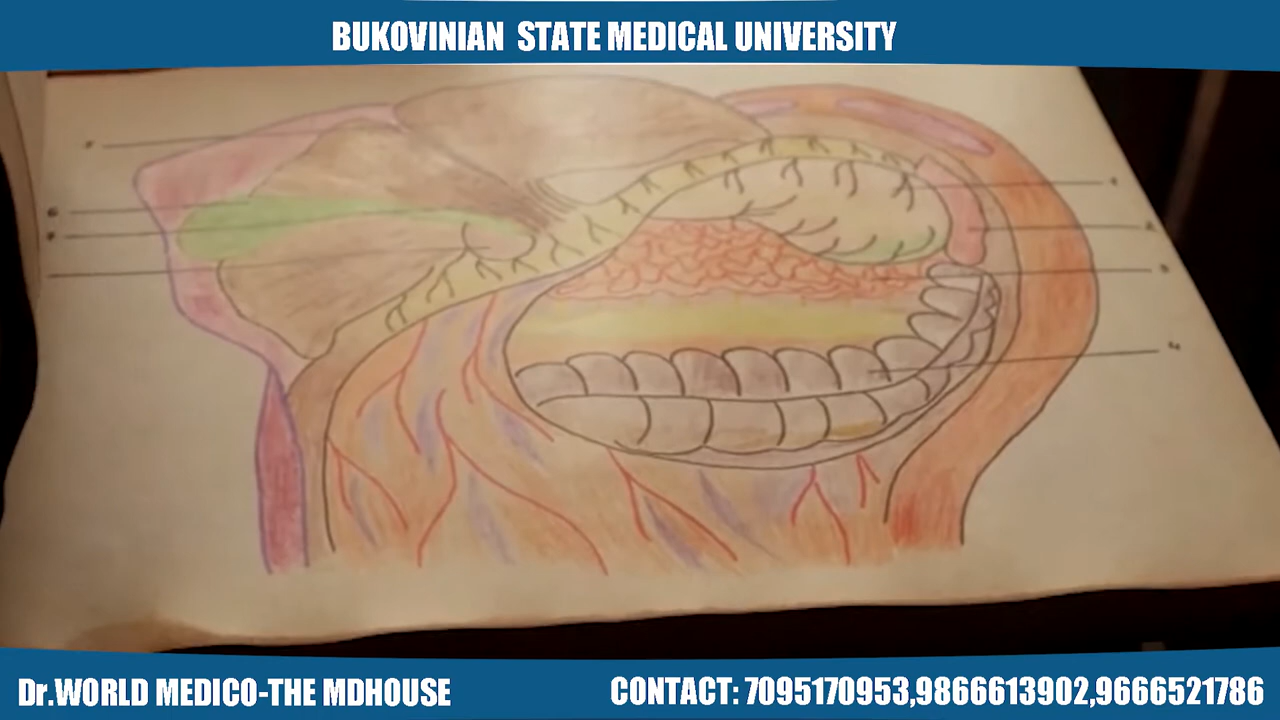 BUKOVINIAN STATE MEDICAL UNIVERSITY
Dr.WORLD MEDICO-THE MDHOUSE
CONTACT: 7095170953,9866613902,9666521786